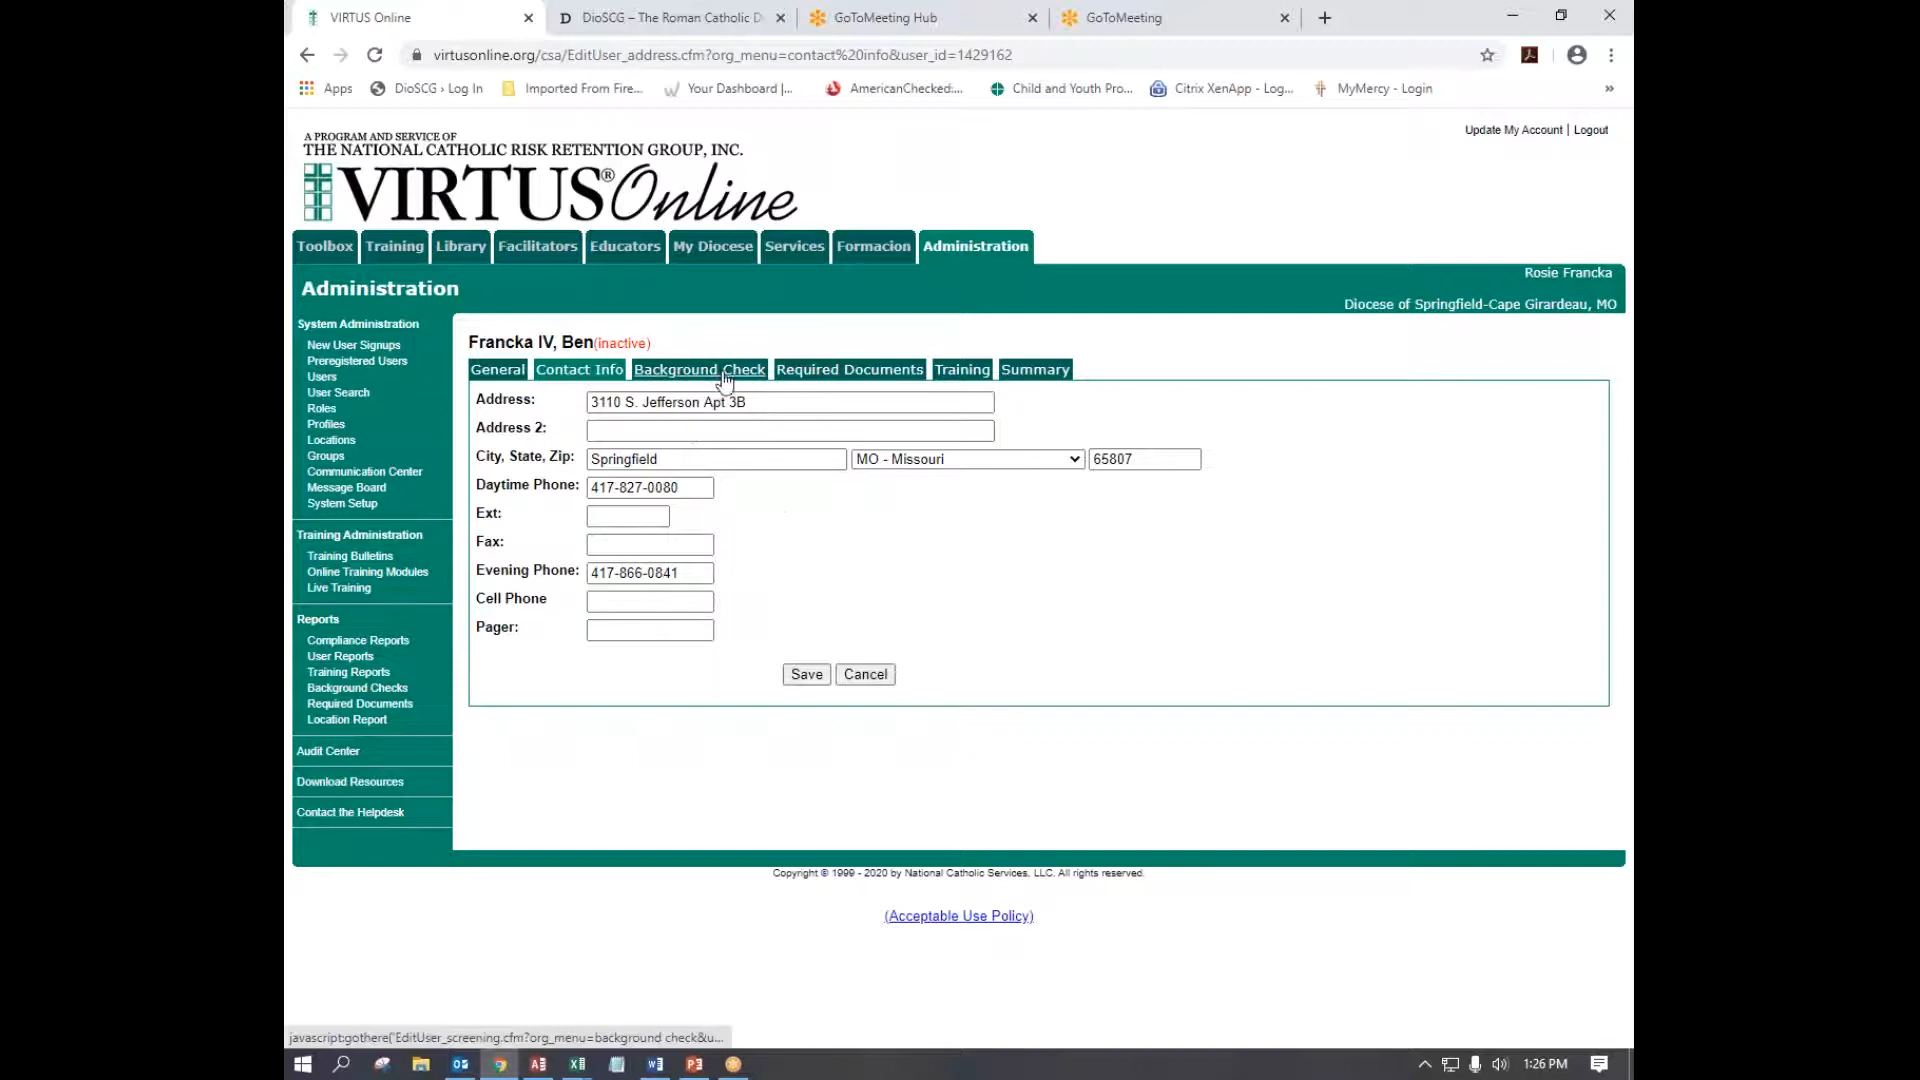 VIRTUS Online
DioSCG – The Roman Catholic D
GoToMeeting Hub
GoToMeeting
virtusonline.org/csa/EditUser_address.cfm?org_menu=contact%20info&user_id=1429162
Apps
DioSCG › Log In
Imported From Fire...
Your Dashboard |...
AmericanChecked:...
Child and Youth Pro...
Citrix XenApp - Log...
MyMercy - Login
»
Update My Account | Logout
A PROGRAM AND SERVICE OF
THE NATIONAL CATHOLIC RISK RETENTION GROUP, INC.
VIRTUS® Online
Toolbox
Training
Library
Facilitators
Educators
My Diocese
Services
Formacion
Administration
Rosie Francka
Administration
Diocese of Springfield-Cape Girardeau, MO
System Administration
New User Signups
Preregistered Users
Users
User Search
Roles
Profiles
Locations
Groups
Communication Center
Message Board
System Setup
Training Administration
Training Bulletins
Online Training Modules
Live Training
Reports
Compliance Reports
User Reports
Training Reports
Background Checks
Required Documents
Location Report
Audit Center
Download Resources
Contact the Helpdesk
Francka IV, Ben(inactive)
General
Contact Info
Background Check
Required Documents
Training
Summary
Address: 3110 S. Jefferson Apt 3B
Address 2:
City, State, Zip: Springfield MO - Missouri 65807
Daytime Phone: 417-827-0080
Ext:
Fax:
Evening Phone: 417-866-0841
Cell Phone
Pager:
Save
Cancel
Copyright © 1999 - 2020 by National Catholic Services, LLC. All rights reserved.
(Acceptable Use Policy)
javascript:gothere('EditUser_screening.cfm?org_menu=background check&u...
1:26 PM